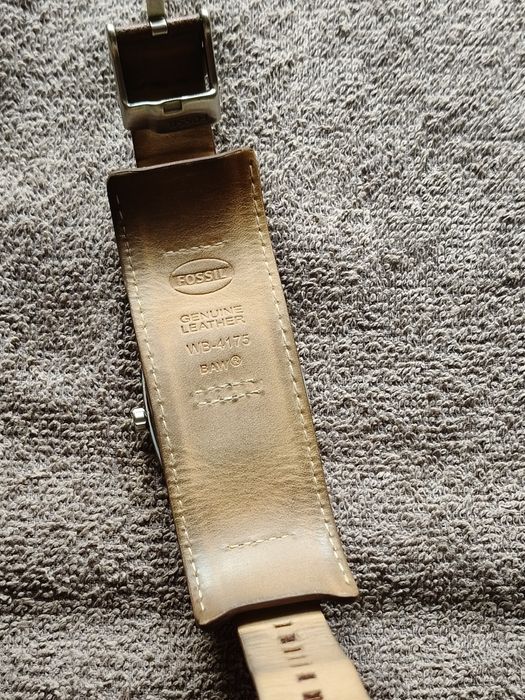 FOSSIL
GENUINE
LEATHER
WB-4175
BAW®